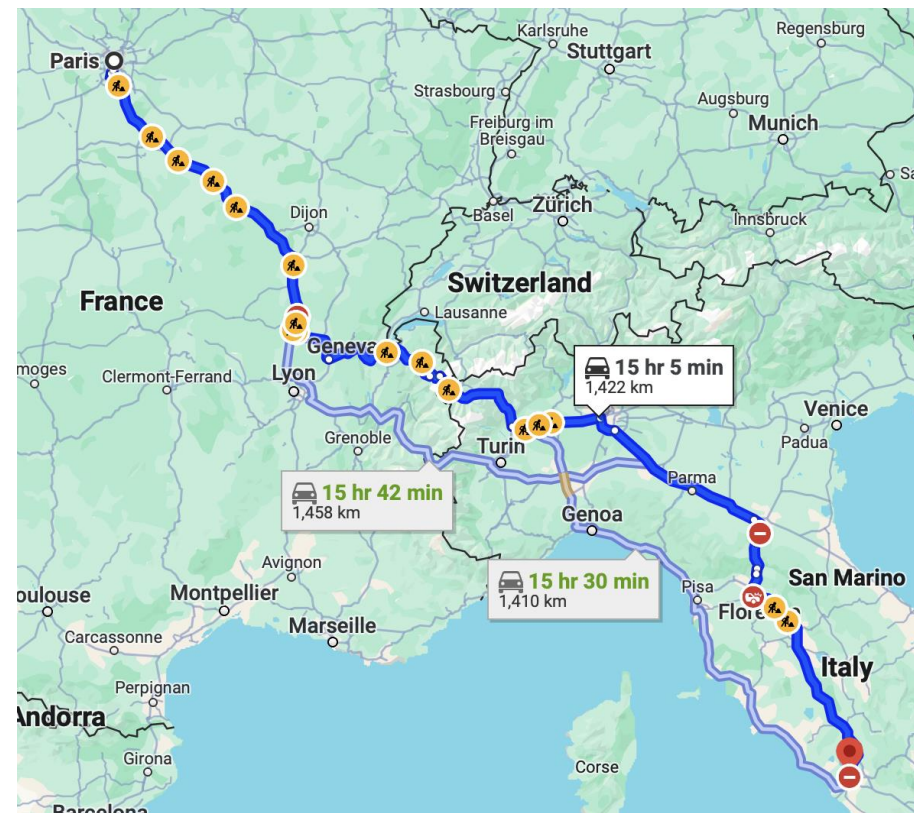 Karlsruhe
Regensburg
Paris
Stuttgart
Strasbourg
Augsburg
Freiburg im
Breisgau
Munich
Sa
Basel
Zürich
Dijon
Innsbruck
Switzerland
France
Lausanne
Geneva
15 hr 5 min
1,422 km
moges
Clermont-Ferrand
Lyon
Venice
Grenoble
Turin
Padua
Parma
15 hr 42 min
1,458 km
Genoa
Avignon
15 hr 30 min
1,410 km
San Marino
oulouse
Montpellier
Pisa
Marseille
Flore
Carcassonne
Italy
Perpignan
Andorra
Girona
Corse
Barcelona